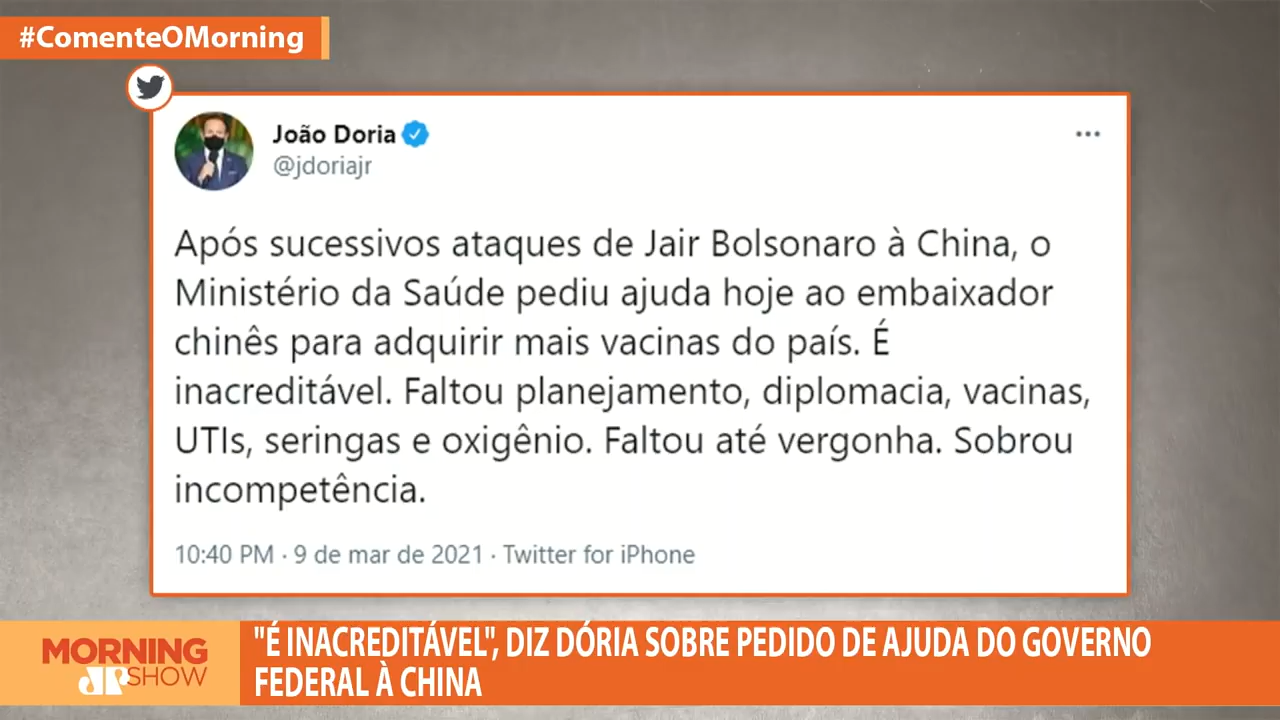 #ComenteOMorning
João Doria
@jdoriajr
Após sucessivos ataques de Jair Bolsonaro à China, o
Ministério da Saúde pediu ajuda hoje ao embaixador
chinês para adquirir mais vacinas do país. É
inacreditável. Faltou planejamento, diplomacia, vacinas,
UTIs, seringas e oxigênio. Faltou até vergonha. Sobrou
incompetência.
10:40 PM · 9 de mar de 2021 · Twitter for iPhone
MORNING
JP SHOW
"É INACREDITÁVEL", DIZ DÓRIA SOBRE PEDIDO DE AJUDA DO GOVERNO
FEDERAL À CHINA